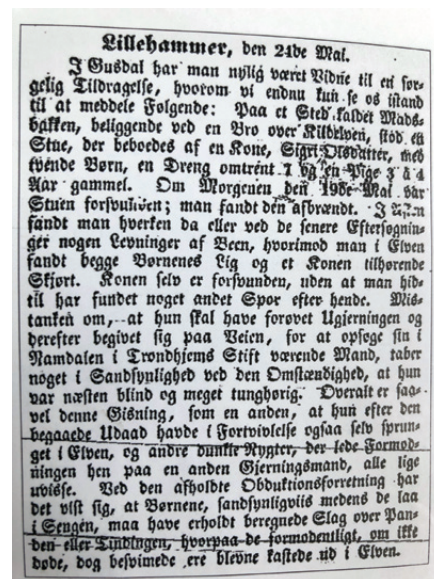 Lillehammer, den 24de Mai.
I Gusdal har man nylig været Vidne til en sør-
gelig Tildragelse, hvorom vi endnu kun se os istand
til at meddele Følgende: Paa et Sted kaldet Mads-
bakken, beliggende ved en Bro over Kildelven, stod en
Stue, der beboedes af en Kone, Sigri Olsdatter, med
tvende Børn, en Dreng omtrent 7 og en Pige 3 à 4
Aar gammel. Om Morgenen den 19de Mai var
Stuen forsvunden; man fandt den afbrændt. I
fandt man hverken da eller ved de senere Eftersøgnin-
ger nogen Levninger af Been, hvorimod man i Elven
fandt begge Børnenes Lig og et Konen tilhørende
Skjørt. Konen selv er forsvunden, uden at man hid-
til har fundet noget andet Spor efter hende. Mis-
tanken om, at hun skal have forøvet Ugjerningen og
derefter begivet sig paa Veien, for at opsøge sin i
Namdalen i Trondhjems Stift værende Mand, taber
noget i Sandsynlighed ved den Omstændighed, at hun
var næsten blind og meget tunghørig. Overalt er saa-
vel denne Gisning, som en anden, at hun efter den
begaaede Udaad havde i Fortvivlelse ogsaa selv sprun-
get i Elven, og andre dunkle Rygter, der lede Formod-
ningen hen paa en anden Gjerningsmand, alle lige
uvisse. Ved den afholdte Obduktionsforretning har
det vist sig, at Børnene, sandsynligviis medens de laa
i Sengen, maa have erholdt beregnede Slag over Pan-
den eller Tindingen, hvorpaa de formodentligt, om ikke
døde, dog besvimede ere blevne kastede ud i Elven.